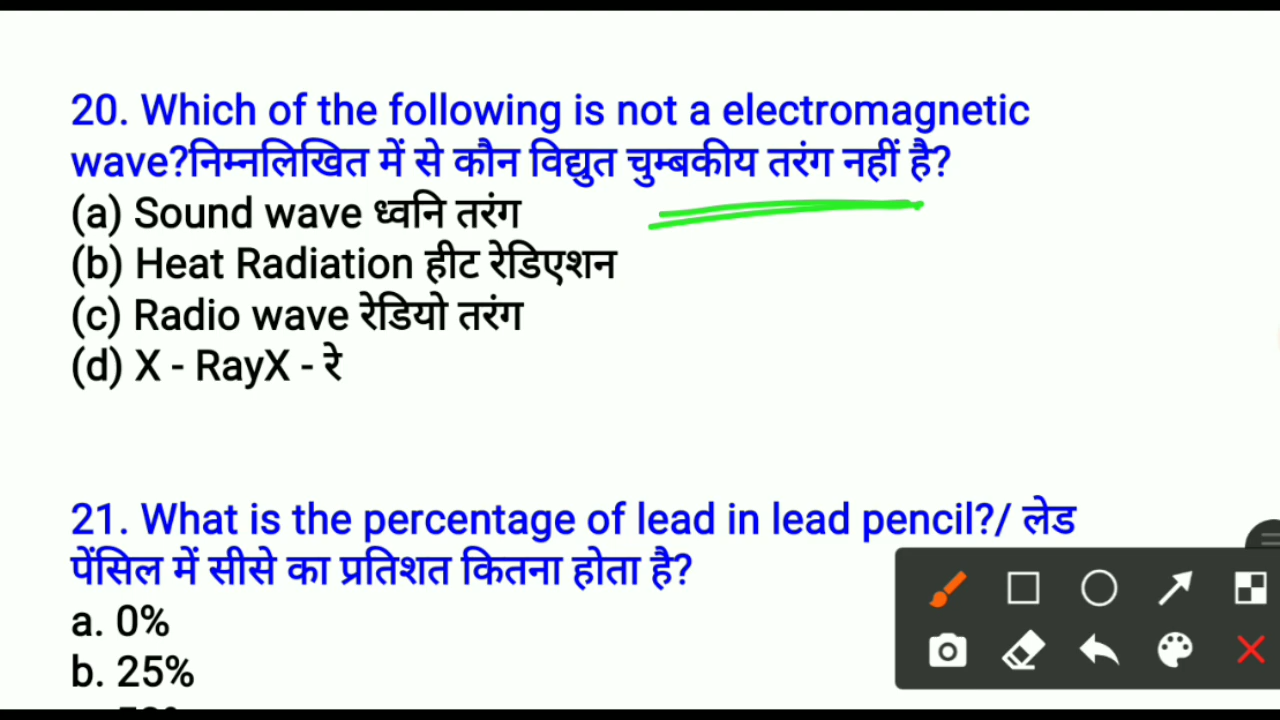 20. Which of the following is not a electromagnetic
wave?निम्नलिखित में से कौन विद्युत चुम्बकीय तरंग नहीं है?
(a) Sound wave ध्वनि तरंग
(b) Heat Radiation हीट रेडिएशन
(c) Radio wave रेडियो तरंग
(d) X - RayX - रे
21. What is the percentage of lead in lead pencil?/ लेड
पेंसिल में सीसे का प्रतिशत कितना होता है?
a. 0%
b. 25%